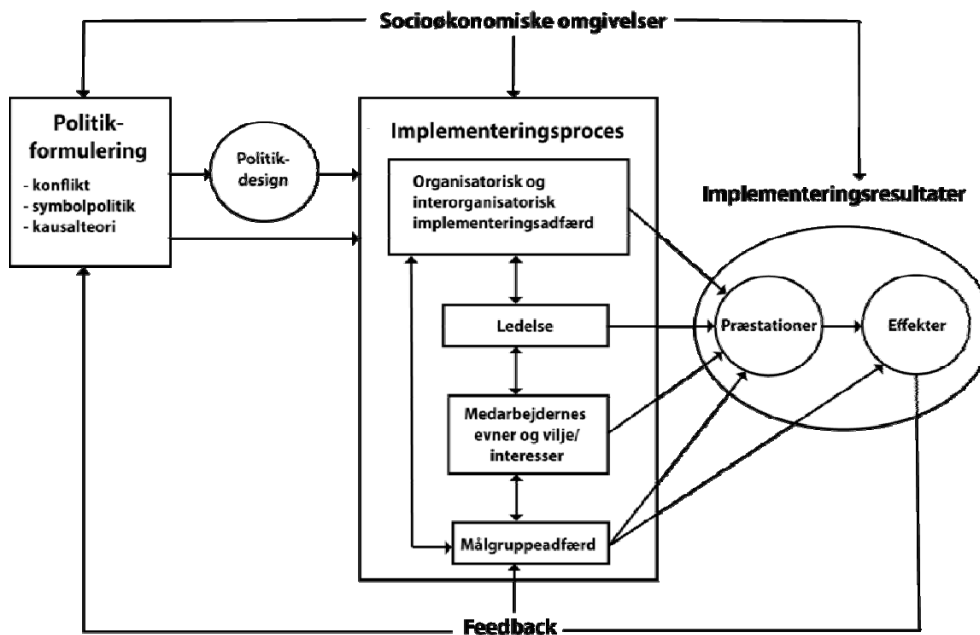 Socioøkonomiske omgivelser
Politik-
formulering
- konflikt
- symbolpolitik
- kausalteori
Politik-
design
Implementeringsproces
Organisatorisk og
interorganisatorisk
implementeringsadfærd
Ledelse
Medarbejdernes
evner og vilje/
interesser
Målgruppeadfærd
Implementeringsresultater
Præstationer
Effekter
Feedback